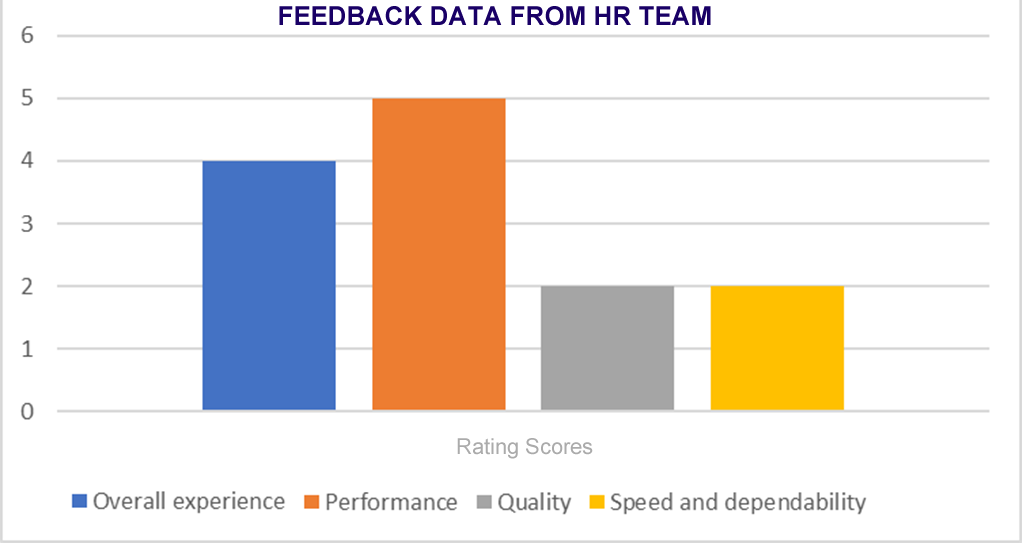 FEEDBACK DATA FROM HR TEAM
6
5
4
3
2
1
0
Rating Scores
Overall experience Performance Quality Speed and dependability